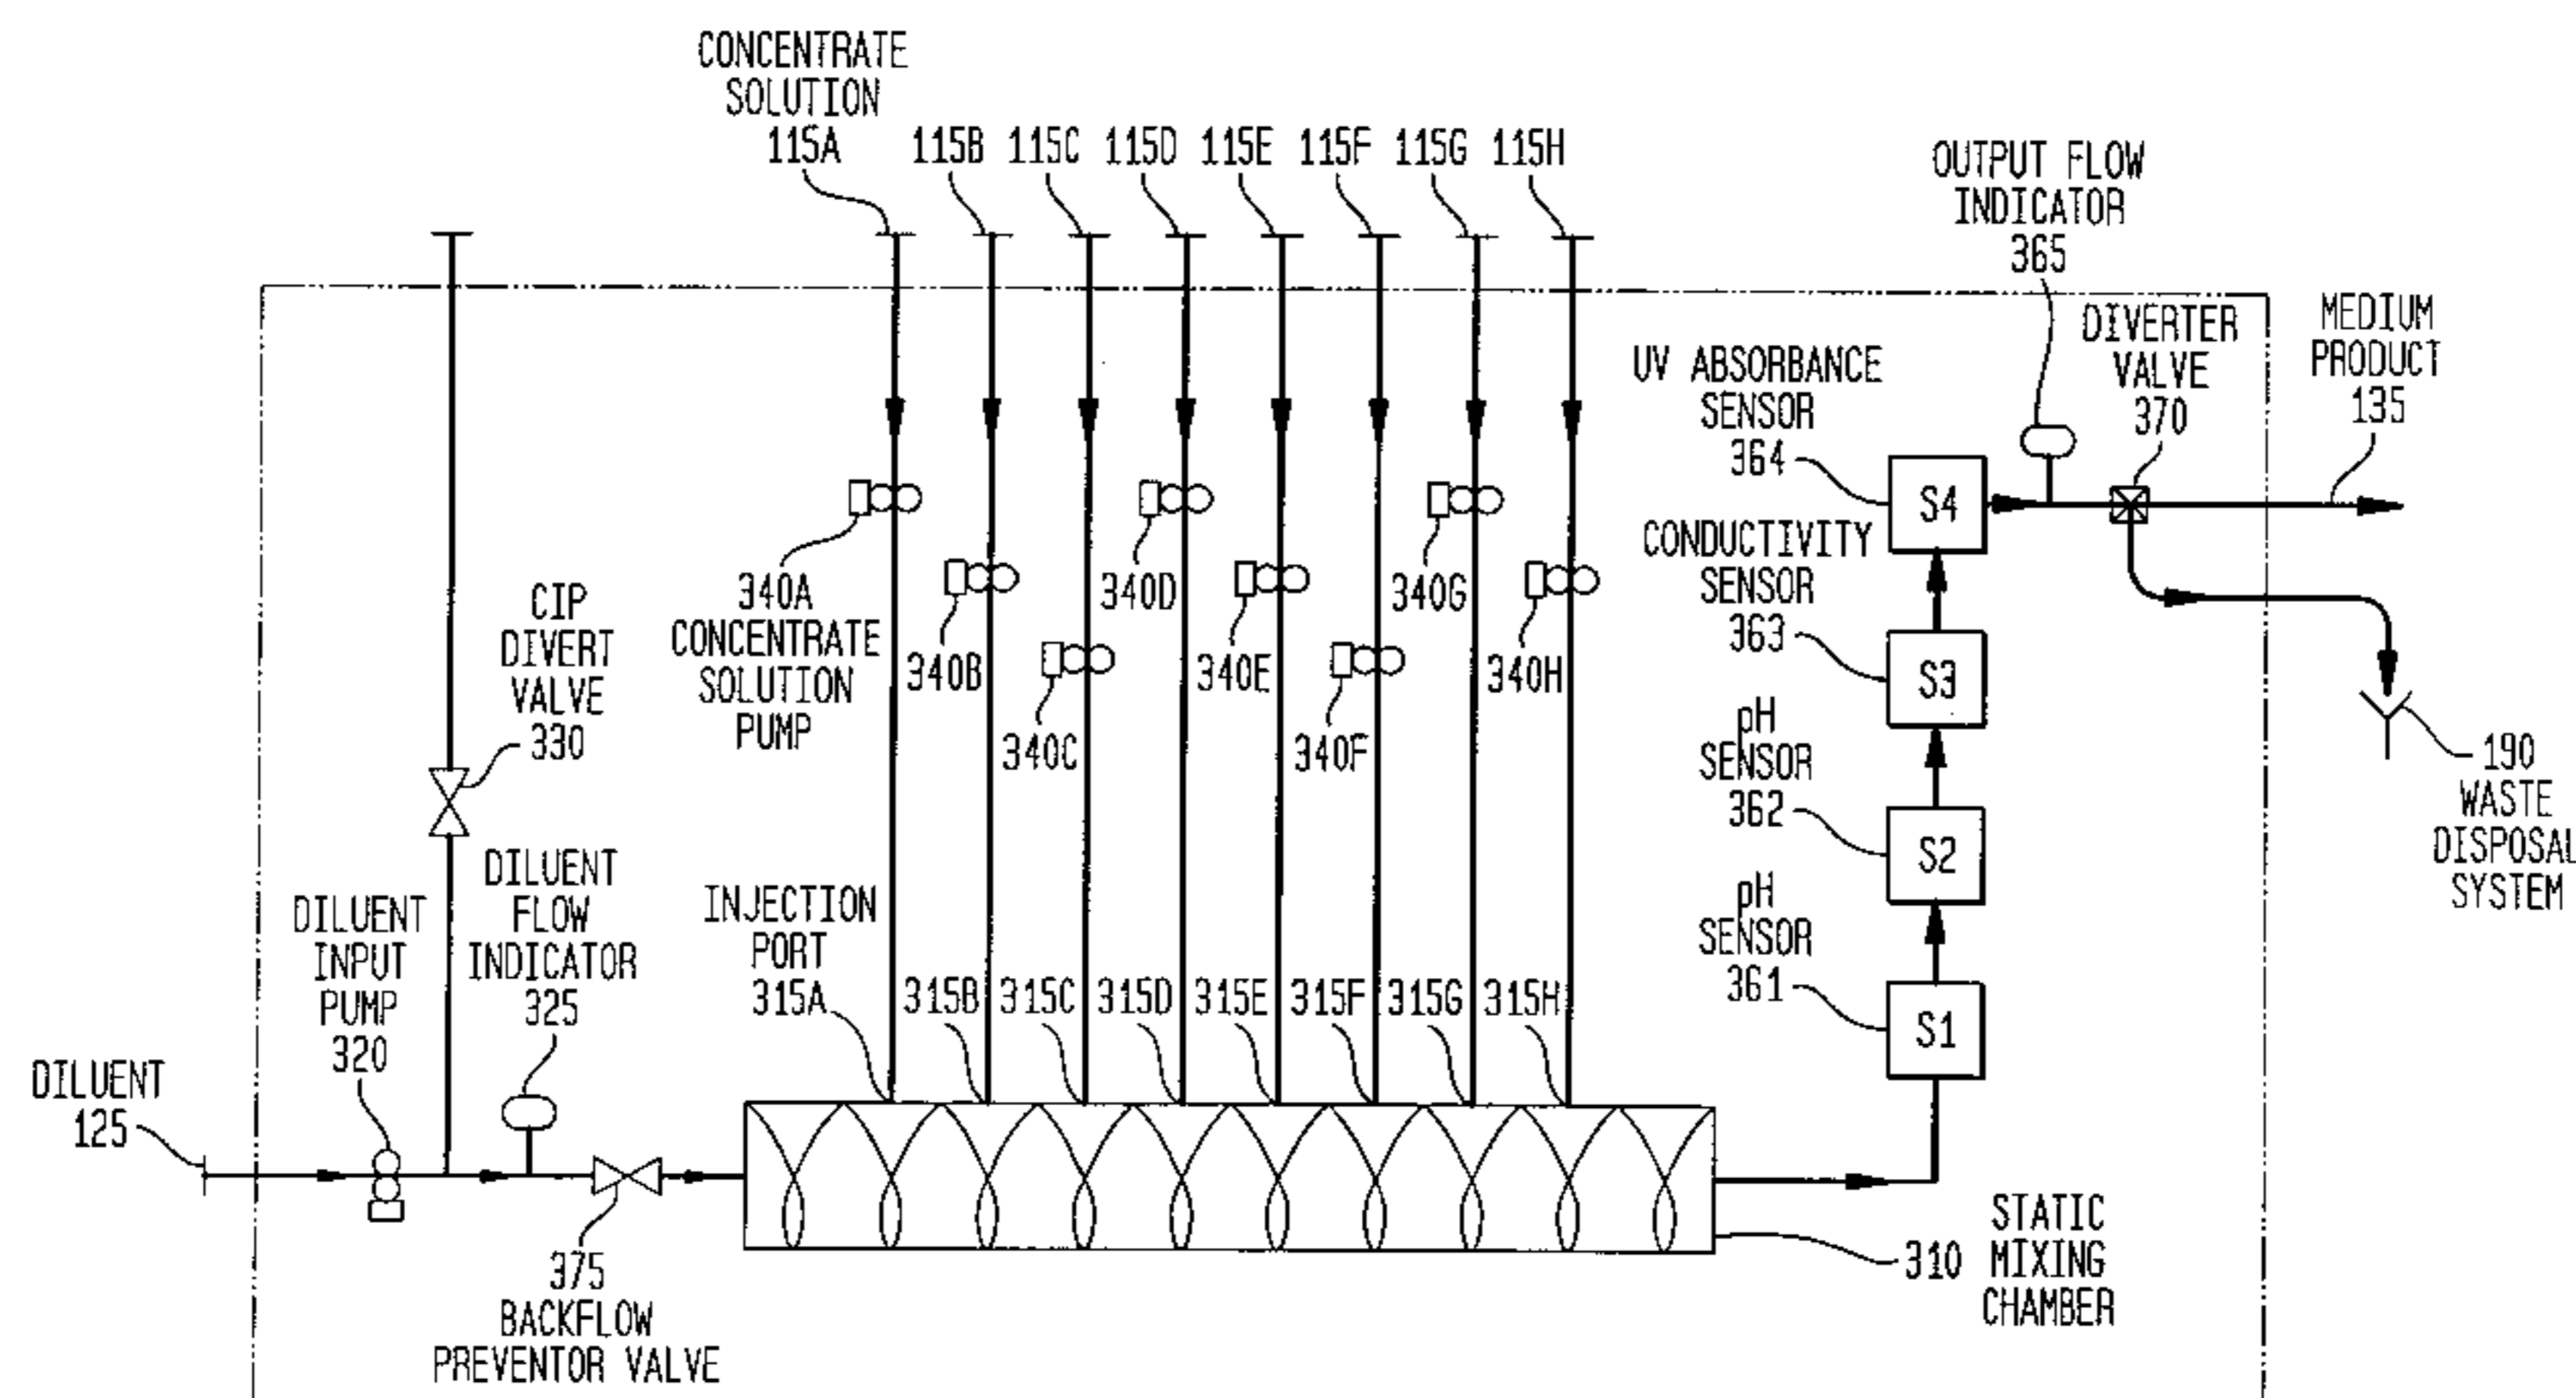 CONCENTRATE
SOLUTION
115A
115B
115C
115D
115E
115F
115G
115H
OUTPUT FLOW
INDICATOR
365
DIVERTER
VALVE
370
MEDIUM
PRODUCT
135
UV ABSORBANCE
SENSOR
364
S4
CONDUCTIVITY
SENSOR
363
S3
pH
SENSOR
362
S2
pH
SENSOR
361
S1
190
WASTE
DISPOSAL
SYSTEM
340A
CONCENTRATE
SOLUTION
PUMP
340B
340C
340D
340E
340F
340G
340H
CIP
DIVERT
VALVE
330
DILUENT
FLOW
INDICATOR
325
DILUENT
INPUT
PUMP
320
DILUENT
125
INJECTION
PORT
315A
315B
315C
315D
315E
315F
315G
315H
375
BACKFLOW
PREVENTOR VALVE
310
STATIC
MIXING
CHAMBER